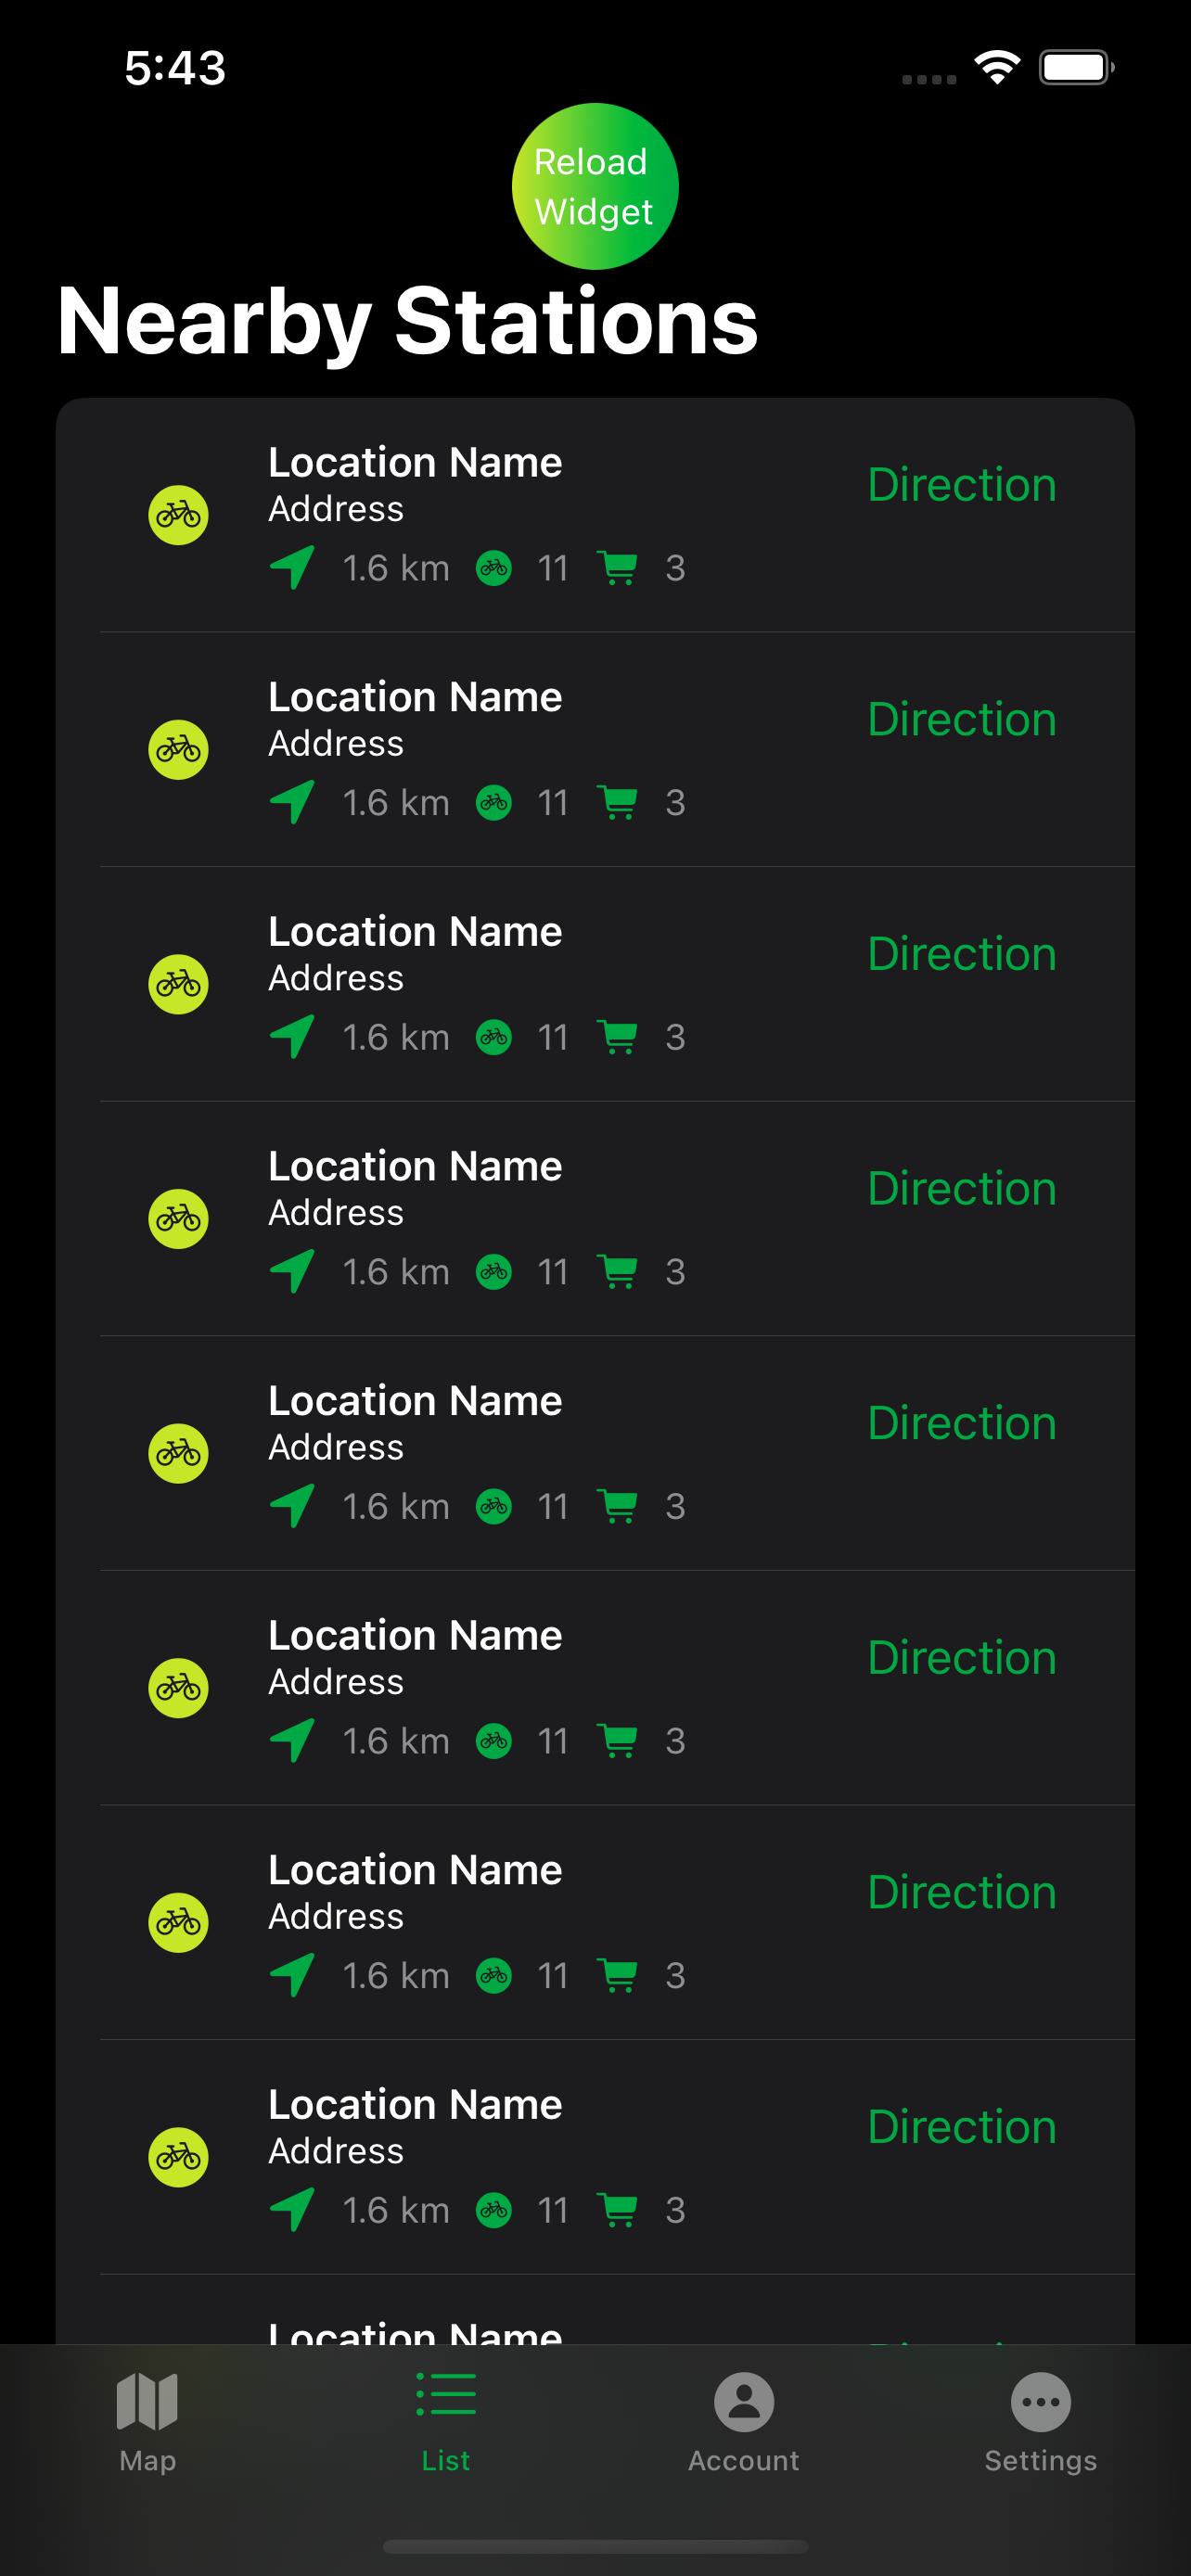 5:43
Reload
Widget
Nearby Stations
Location Name
Direction
Address
1.6 km 11 3
Location Name
Direction
Address
1.6 km 11 3
Location Name
Direction
Address
1.6 km 11 3
Location Name
Direction
Address
1.6 km 11 3
Location Name
Direction
Address
1.6 km 11 3
Location Name
Direction
Address
1.6 km 11 3
Location Name
Direction
Address
1.6 km 11 3
Location Name
Direction
Address
1.6 km 11 3
Location Name
Map List Account Settings